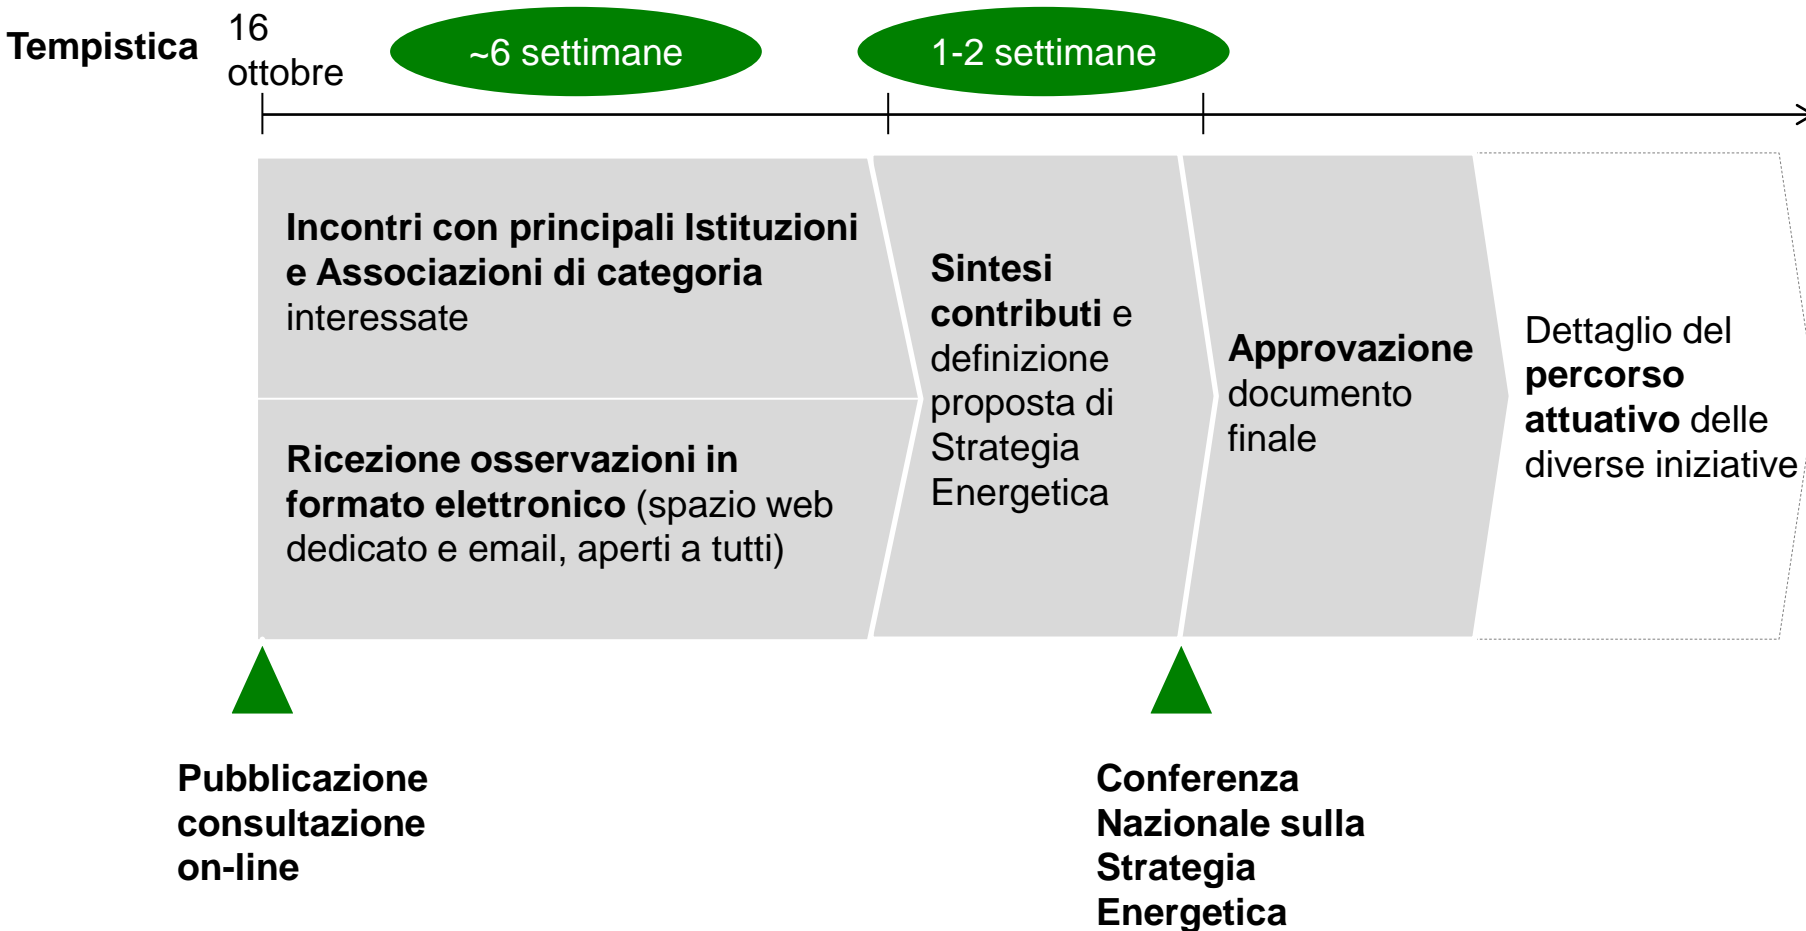 Tempistica
16
ottobre
~6 settimane
1-2 settimane
Incontri con principali Istituzioni
e Associazioni di categoria
interessate
Ricezione osservazioni in
formato elettronico (spazio web
dedicato e email, aperti a tutti)
Sintesi
contributi e
definizione
proposta di
Strategia
Energetica
Approvazione
documento
finale
Dettaglio del
percorso
attuativo delle
diverse iniziative
Pubblicazione
consultazione
on-line
Conferenza
Nazionale sulla
Strategia
Energetica